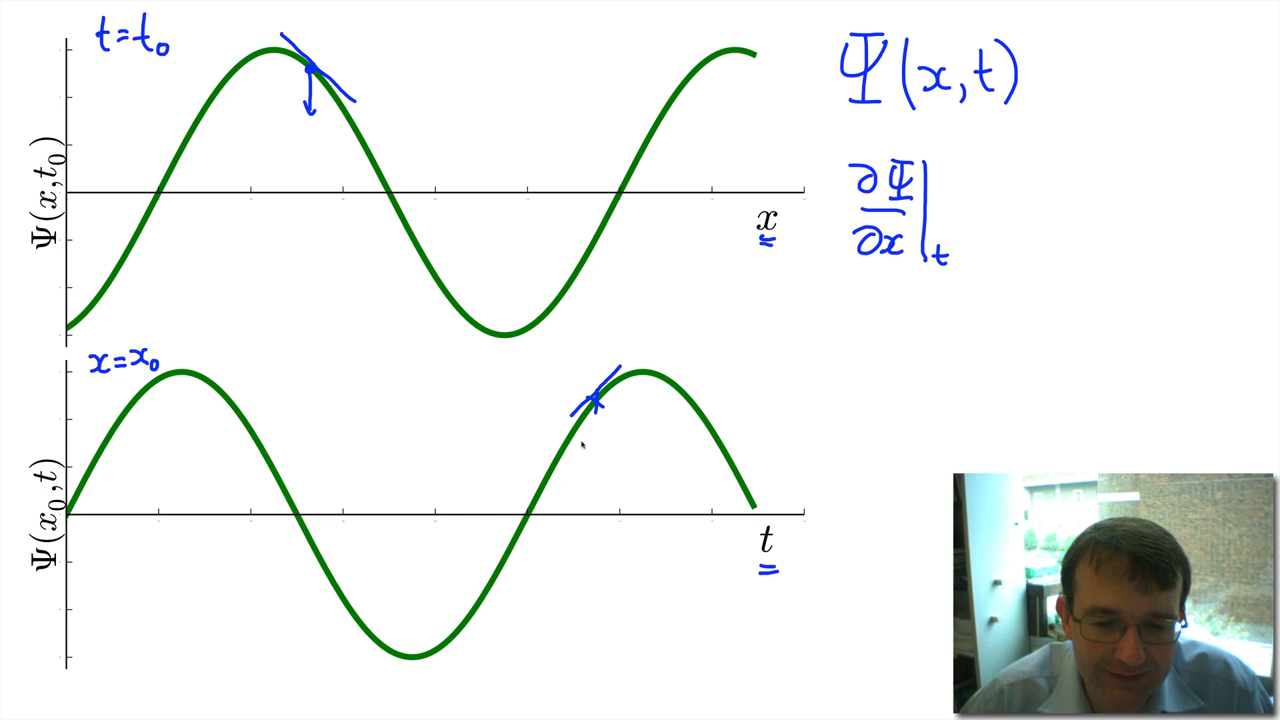 t=t₀
Ψ(x,t₀)
x
Ψ(x,t)
∂Ψ/∂x|ₜ
x=x₀
Ψ(x₀,t)
t